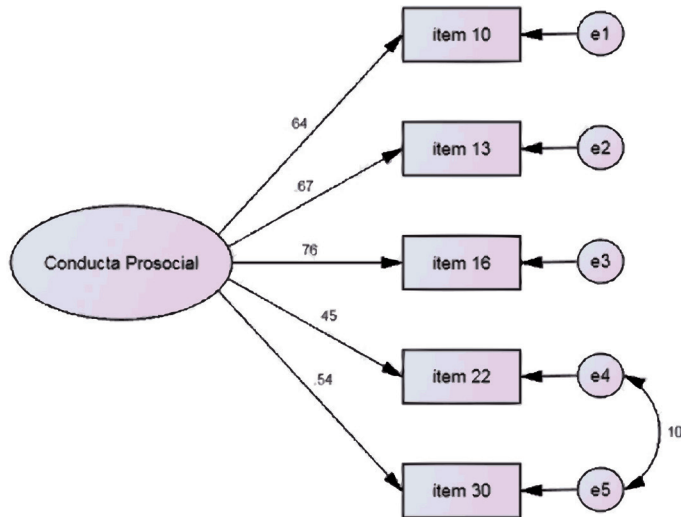 item 10
e1
64
item 13
e2
.67
Conducta Prosocial
76
item 16
e3
45
item 22
e4
.54
10
item 30
e5